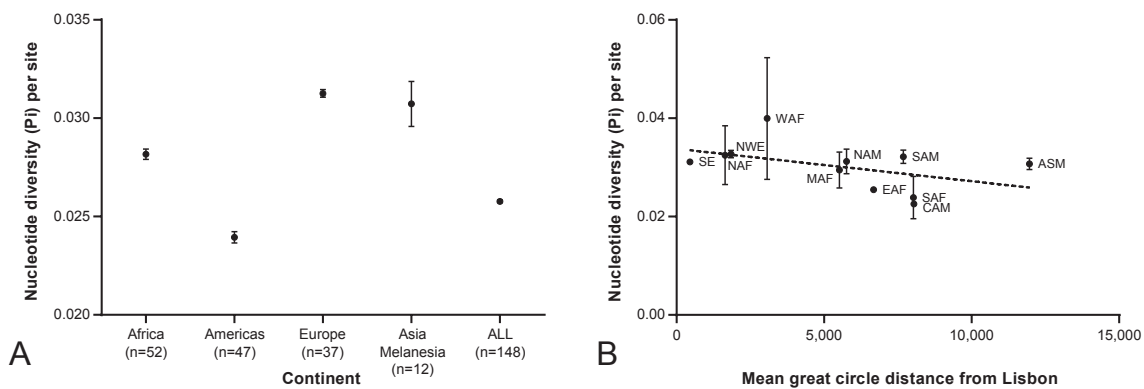 Nucleotide diversity (Pi) per site
0.035
0.030
0.025
0.020
Africa
(n=52)
Americas
(n=47)
Europe
(n=37)
Asia
Melanesia
(n=12)
ALL
(n=148)
Continent
A
Nucleotide diversity (Pi) per site
0.06
0.04
0.02
0.00
SE
NWE
NAF
WAF
MAF
NAM
EAF
SAM
SAF
CAM
ASM
0
5,000
10,000
15,000
Mean great circle distance from Lisbon
B